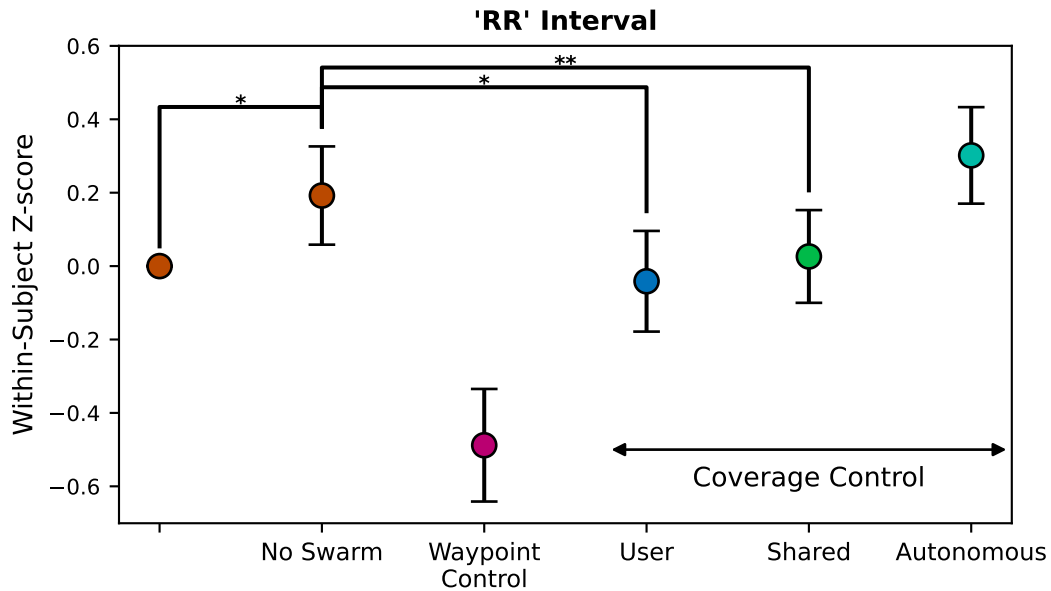 'RR' Interval
Within-Subject Z-score
0.6
0.4
0.2
0.0
−0.2
−0.4
−0.6
**
*
*
Coverage Control
No Swarm
Waypoint
Control
User
Shared
Autonomous